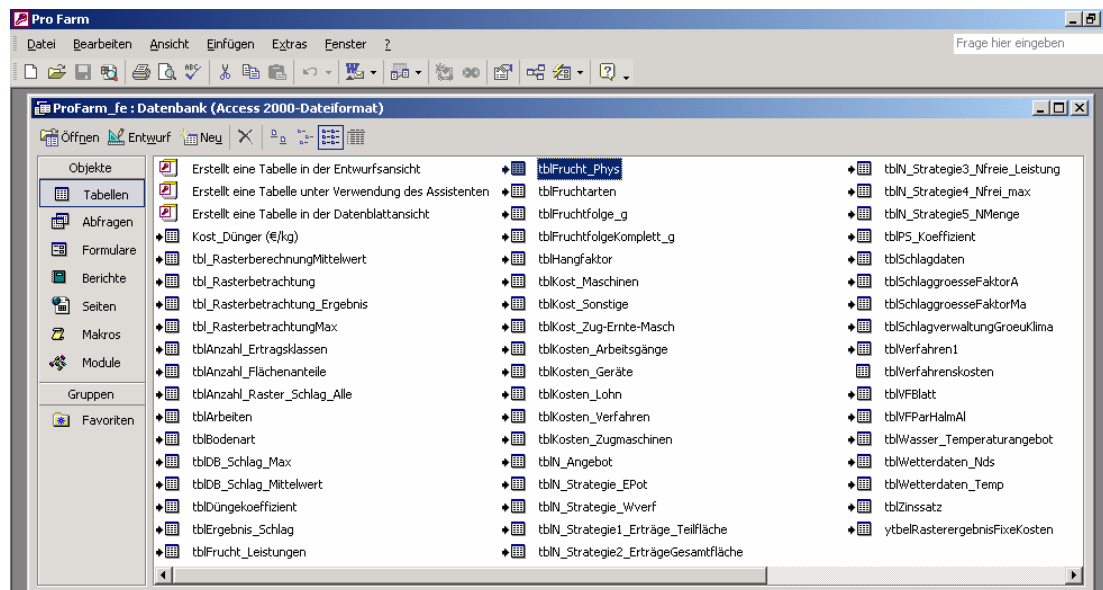 Pro Farm
Datei Bearbeiten Ansicht Einfügen Extras Fenster ?
Frage hier eingeben
ProFarm_fe : Datenbank (Access 2000-Dateiformat)
Öffnen Entwurf Neu
Objekte
Tabellen
Abfragen
Formulare
Berichte
Seiten
Makros
Module
Gruppen
Favoriten
Erstellt eine Tabelle in der Entwurfsansicht
Erstellt eine Tabelle unter Verwendung des Assistenten
Erstellt eine Tabelle in der Datenblattansicht
Kost_Dünger (€/kg)
tbl_RasterberechnungMittelwert
tbl_Rasterbetrachtung
tbl_Rasterbetrachtung_Ergebnis
tbl_RasterbetrachtungMax
tblAnzahl_Ertragsklassen
tblAnzahl_Flächenanteile
tblAnzahl_Raster_Schlag_Alle
tblArbeiten
tblBodenart
tblDB_Schlag_Max
tblDB_Schlag_Mittelwert
tblDüngekoeffizient
tblErgebnis_Schlag
tblFrucht_Leistungen
tblFrucht_Phys
tblFruchtarten
tblFruchtfolge_g
tblFruchtfolgeKomplett_g
tblHangfaktor
tblKost_Maschinen
tblKost_Sonstige
tblKost_Zug-Ernte-Masch
tblKosten_Arbeitsgänge
tblKosten_Geräte
tblKosten_Lohn
tblKosten_Verfahren
tblKosten_Zugmaschinen
tblN_Angebot
tblN_Strategie_EPot
tblN_Strategie_Wverf
tblN_Strategie1_Erträge_Teilfläche
tblN_Strategie2_ErträgeGesamtfläche
tblN_Strategie3_Nfreie_Leistung
tblN_Strategie4_Nfrei_max
tblN_Strategie5_NMenge
tblPS_Koeffizient
tblSchlagdaten
tblSchlaggroesseFaktorA
tblSchlaggroesseFaktorMa
tblSchlagverwaltungGroeuKlima
tblVerfahren1
tblVerfahrenskosten
tblVFBlatt
tblVFParHalmAl
tblWasser_Temperaturangebot
tblWetterdaten_Nds
tblWetterdaten_Temp
tblZinssatz
ytbelRasterergebnisFixeKosten